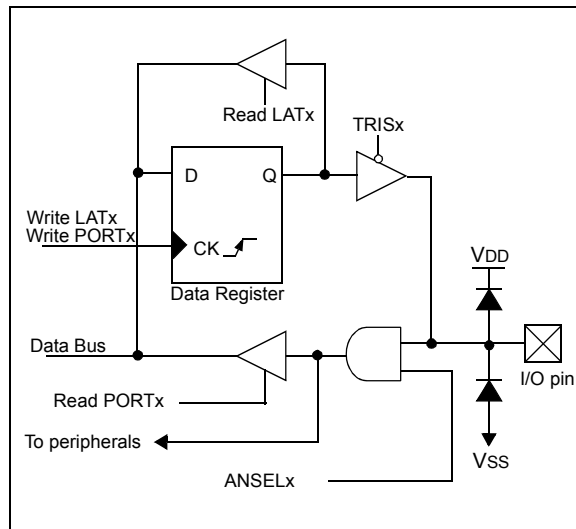 Read LATx
TRISx
D Q
Write LATx
Write PORTx
CK
Data Register
VDD
Data Bus
I/O pin
Read PORTx
To peripherals
VSS
ANSELx